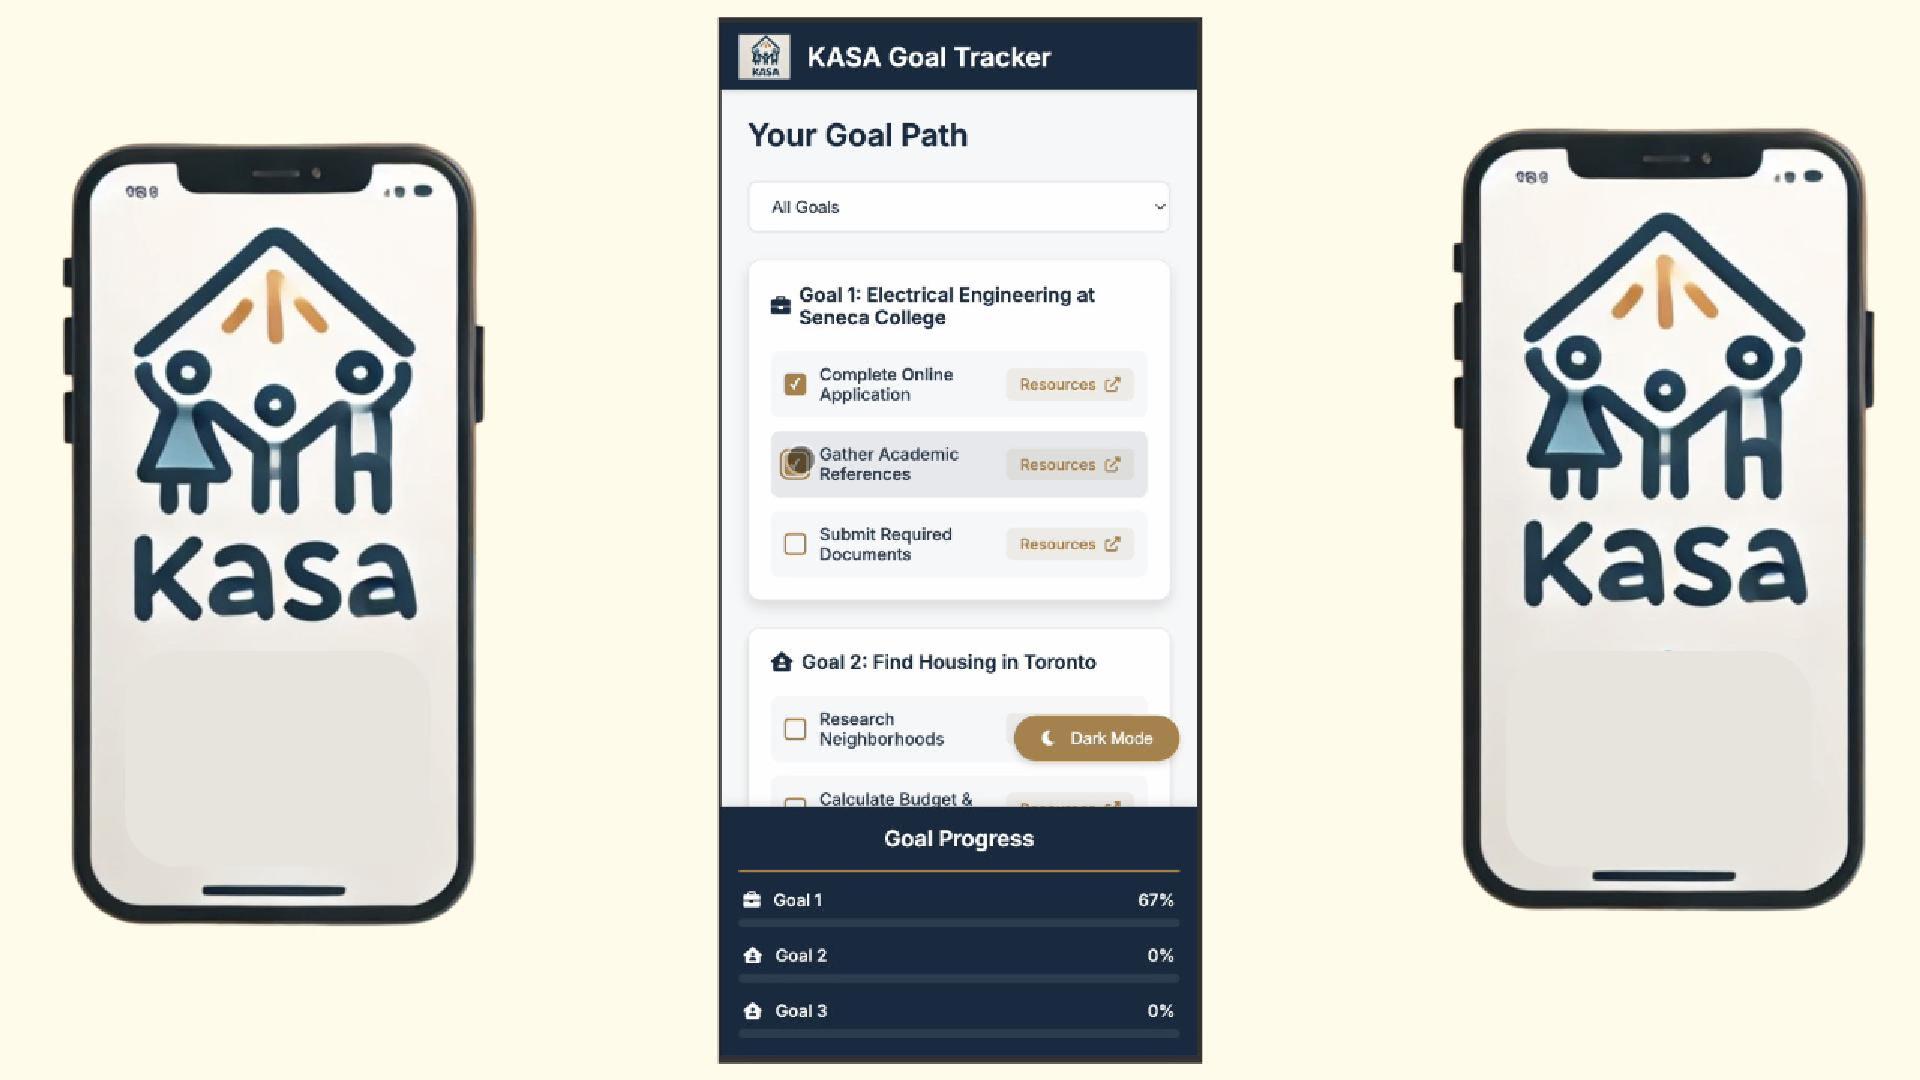 Kasa
KASA
KASA Goal Tracker
Your Goal Path
All Goals
Goal 1: Electrical Engineering at
Seneca College
Complete Online
Application
Resources
Gather Academic
References
Resources
Submit Required
Documents
Resources
Goal 2: Find Housing in Toronto
Research
Neighborhoods
Dark Mode
Calculate Budget &
Goal Progress
Goal 1 67%
Goal 2 0%
Goal 3 0%
Kasa